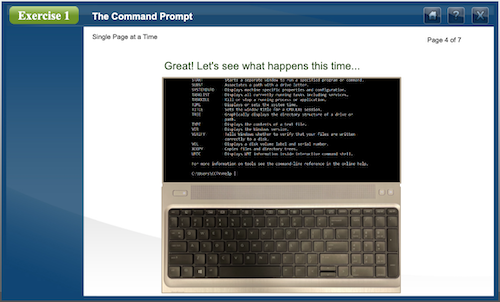 Exercise 1
The Command Prompt
?
X
Single Page at a Time
Page 4 of 7
Great! Let's see what happens this time...
START Starts a separate window to run a specified program or command.
SUBST Associates a path with a drive letter.
SYSTEMINFO Displays machine specific properties and configuration.
TASKLIST Displays all currently running tasks including services.
TASKKILL Kill or stop a running process or application.
TIME Displays or sets the system time.
TITLE Sets the window title for a CMD.EXE session.
TREE Graphically displays the directory structure of a drive or
path.
TYPE Displays the contents of a text file.
VER Displays the Windows version.
VERIFY Tells Windows whether to verify that your files are written
correctly to a disk.
VOL Displays a disk volume label and serial number.
XCOPY Copies files and directory trees.
WMIC Displays WMI information inside interactive command shell.
For more information on tools see the command-line reference in the online help.